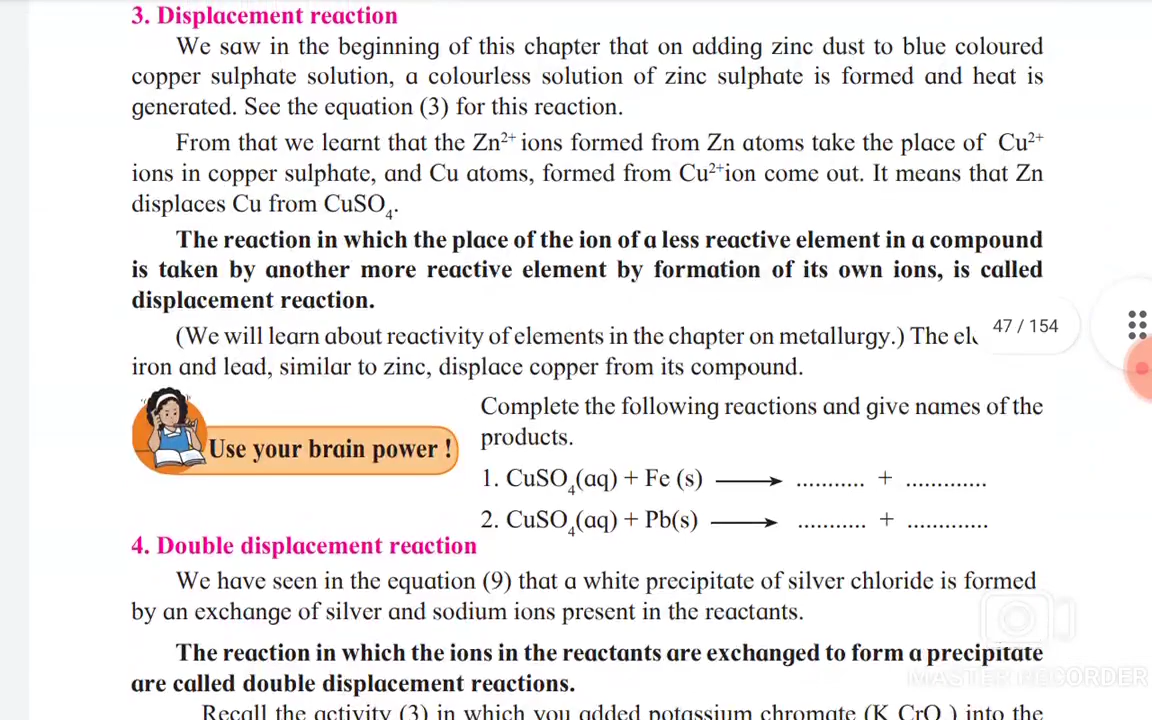 3. Displacement reaction
We saw in the beginning of this chapter that on adding zinc dust to blue coloured
copper sulphate solution, a colourless solution of zinc sulphate is formed and heat is
generated. See the equation (3) for this reaction.
From that we learnt that the Zn²⁺ ions formed from Zn atoms take the place of Cu²⁺
ions in copper sulphate, and Cu atoms, formed from Cu²⁺ion come out. It means that Zn
displaces Cu from CuSO₄.
The reaction in which the place of the ion of a less reactive element in a compound
is taken by another more reactive element by formation of its own ions, is called
displacement reaction.
(We will learn about reactivity of elements in the chapter on metallurgy.) The
47 / 154
iron and lead, similar to zinc, displace copper from its compound.
Use your brain power !
Complete the following reactions and give names of the
products.
1. CuSO₄(aq) + Fe (s) ⟶ ........... + .............
2. CuSO₄(aq) + Pb(s) ⟶ ........... + .............
4. Double displacement reaction
We have seen in the equation (9) that a white precipitate of silver chloride is formed
by an exchange of silver and sodium ions present in the reactants.
The reaction in which the ions in the reactants are exchanged to form a precipitate
are called double displacement reactions.
MASTER RECORDER
Recall the activity (3) in which you added potassium chromate (K CrO ) into the